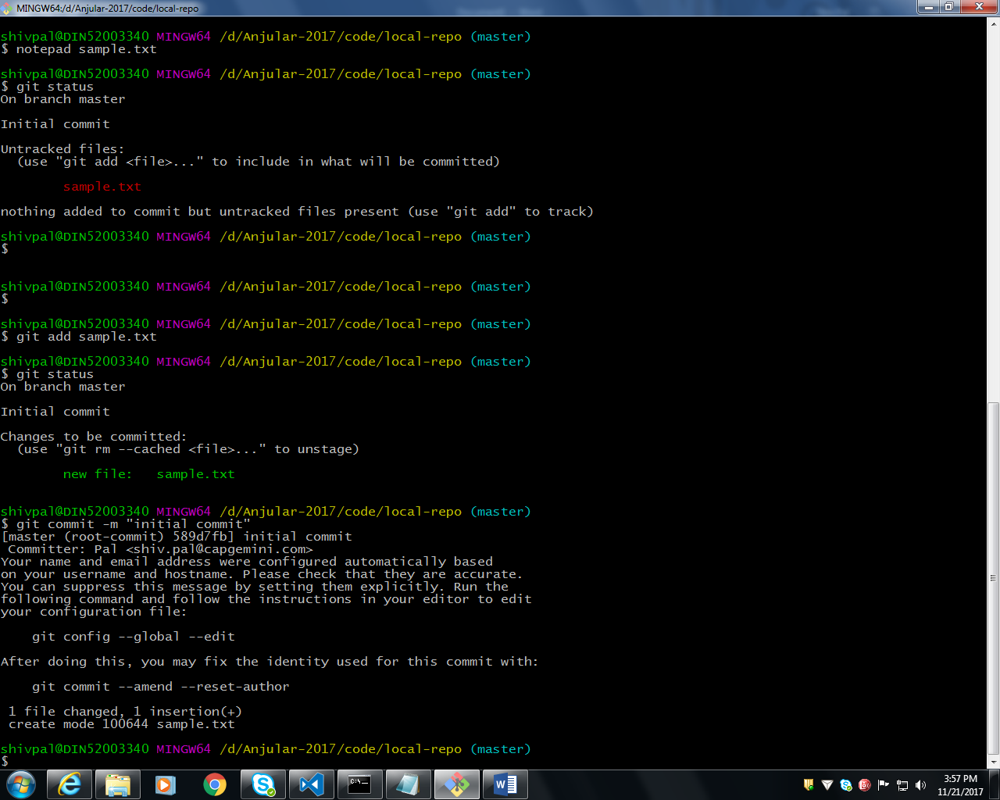 MINGW64:/d/Anjular-2017/code/local-repo
shivpal@DIN52003340 MINGW64 /d/Anjular-2017/code/local-repo (master)
$ notepad sample.txt
shivpal@DIN52003340 MINGW64 /d/Anjular-2017/code/local-repo (master)
$ git status
On branch master
Initial commit
Untracked files:
(use "git add <file>..." to include in what will be committed)
sample.txt
nothing added to commit but untracked files present (use "git add" to track)
shivpal@DIN52003340 MINGW64 /d/Anjular-2017/code/local-repo (master)
$
shivpal@DIN52003340 MINGW64 /d/Anjular-2017/code/local-repo (master)
$
shivpal@DIN52003340 MINGW64 /d/Anjular-2017/code/local-repo (master)
$ git add sample.txt
shivpal@DIN52003340 MINGW64 /d/Anjular-2017/code/local-repo (master)
$ git status
On branch master
Initial commit
Changes to be committed:
(use "git rm --cached <file>..." to unstage)
new file:   sample.txt
shivpal@DIN52003340 MINGW64 /d/Anjular-2017/code/local-repo (master)
$ git commit -m "initial commit"
[master (root-commit) 589d7fb] initial commit
Committer: Pal <shiv.pal@capgemini.com>
Your name and email address were configured automatically based
on your username and hostname. Please check that they are accurate.
You can suppress this message by setting them explicitly. Run the
following command and follow the instructions in your editor to edit
your configuration file:
git config --global --edit
After doing this, you may fix the identity used for this commit with:
git commit --amend --reset-author
1 file changed, 1 insertion(+)
create mode 100644 sample.txt
shivpal@DIN52003340 MINGW64 /d/Anjular-2017/code/local-repo (master)
$
3:57 PM
11/21/2017